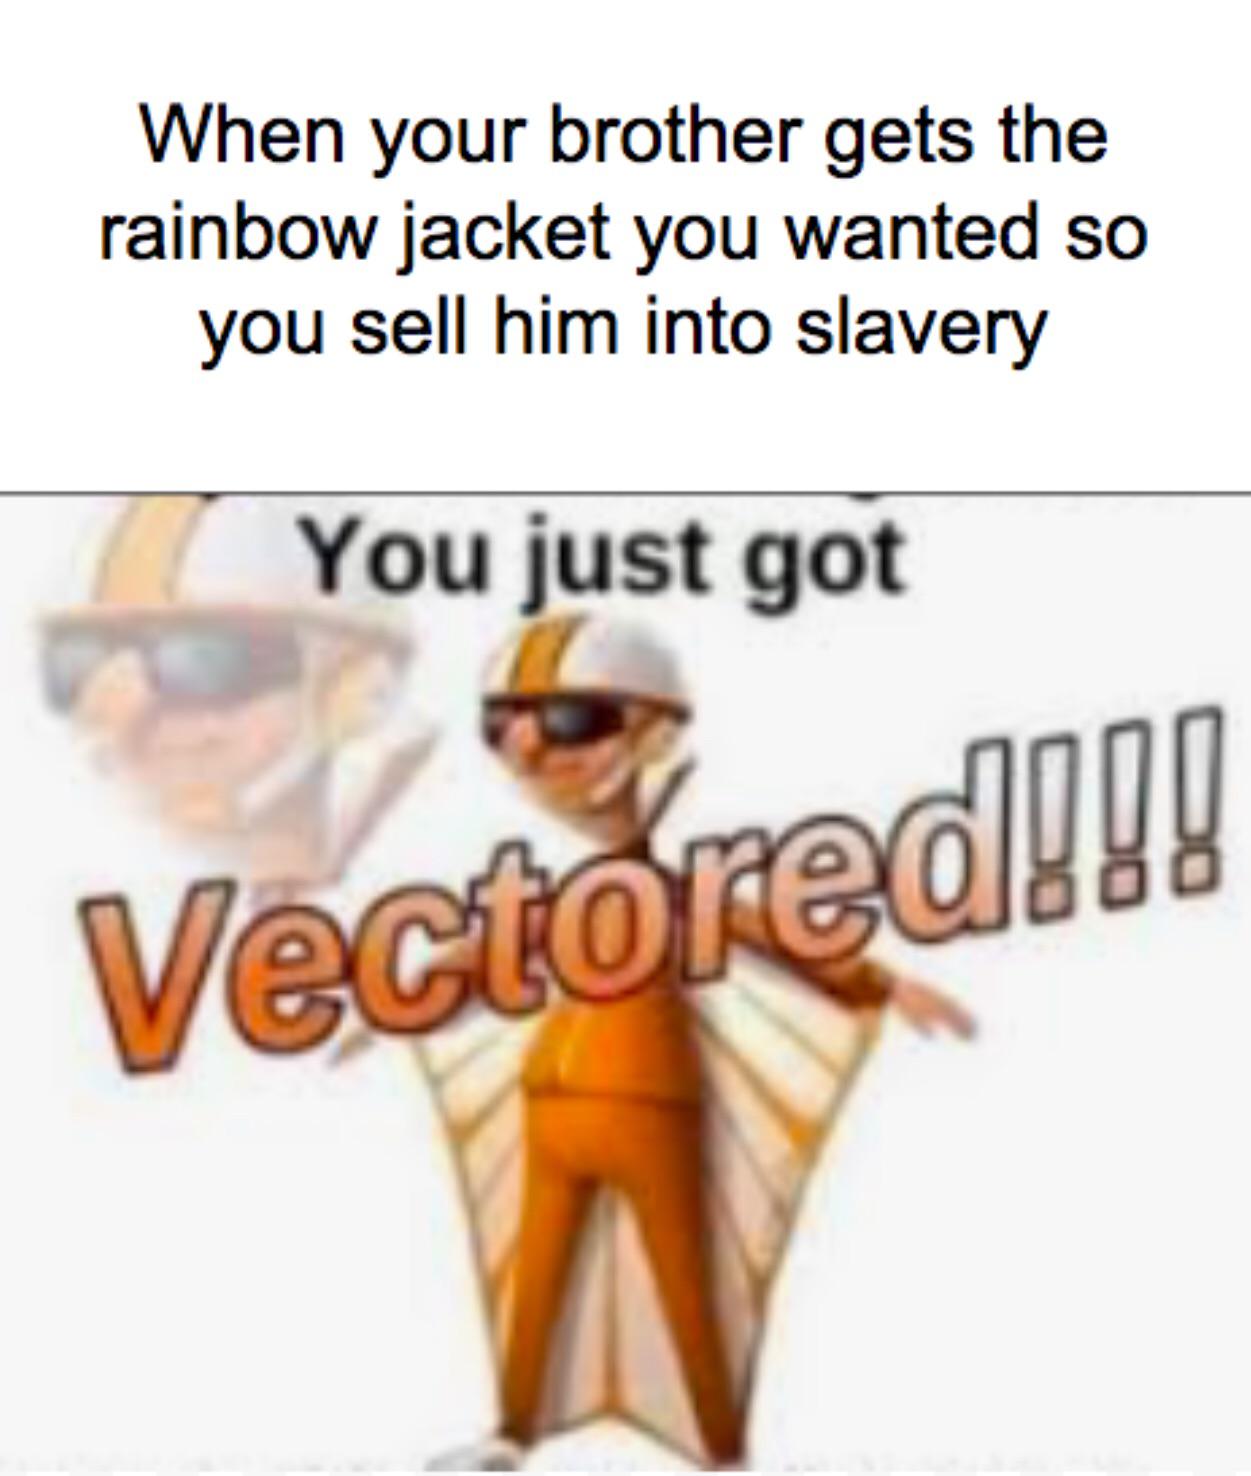 When your brother gets the
rainbow jacket you wanted so
you sell him into slavery
You just got
Vectored!!!